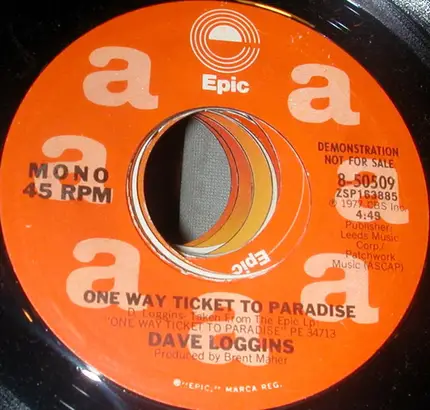 Epic
a a
a a
a a
a
DEMONSTRATION
NOT FOR SALE
MONO
45 RPM
8-50509
ZSP163885
℗ 1977 CBS Inc.
4:49
Publisher:
Leeds Music
Corp./
Patchwork
Music (ASCAP)
Epic
ONE WAY TICKET TO PARADISE
D. Loggins- Taken From The Epic Lp:
"ONE WAY TICKET TO PARADISE" PE 34713
DAVE LOGGINS
Produced by Brent Maher
®"EPIC," MARCA REG.